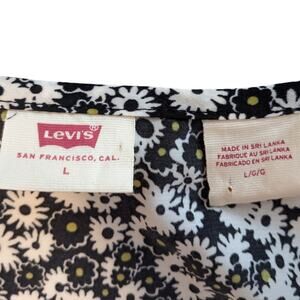 LEVI'S®
SAN FRANCISCO, CAL.
L
MADE IN SRI LANKA
FABRIQUÉ AU SRI LANKA
FABRICADO EN SRI LANKA
L/G/G